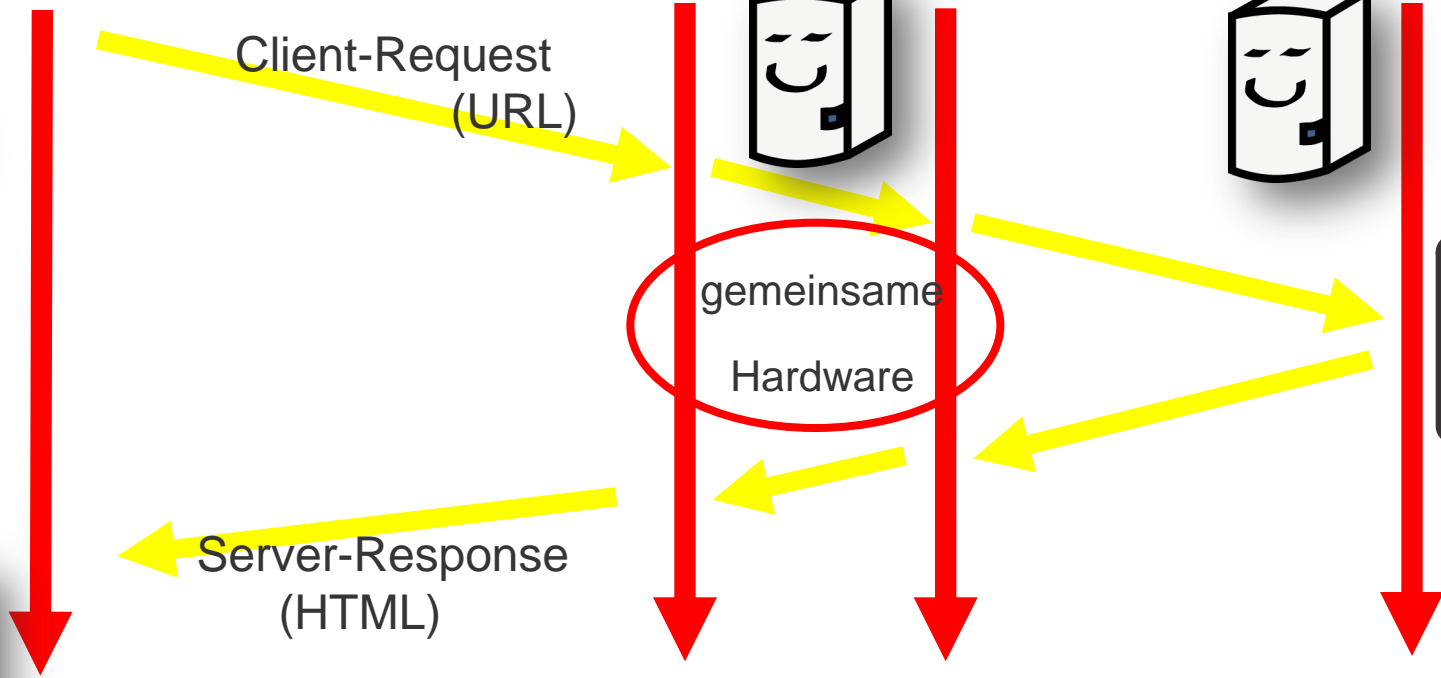 Client-Request
(URL)
gemeinsame
Hardware
Server-Response
(HTML)